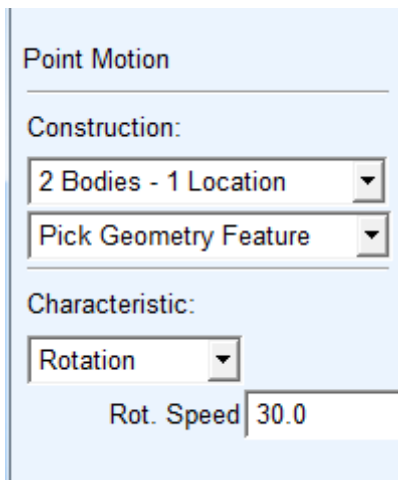 Point Motion
Construction:
2 Bodies - 1 Location
Pick Geometry Feature
Characteristic:
Rotation
Rot. Speed 30.0